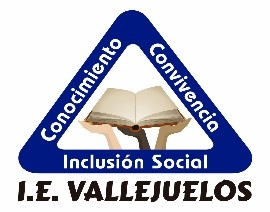 Conocimiento
Convivencia
Inclusión Social
I.E. VALLEJUELOS